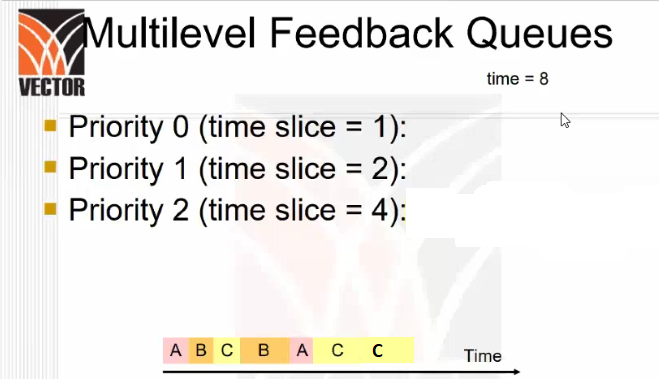 Multilevel Feedback Queues
VECTOR
time = 8
Priority 0 (time slice = 1):
Priority 1 (time slice = 2):
Priority 2 (time slice = 4):
A B C B A C C
Time